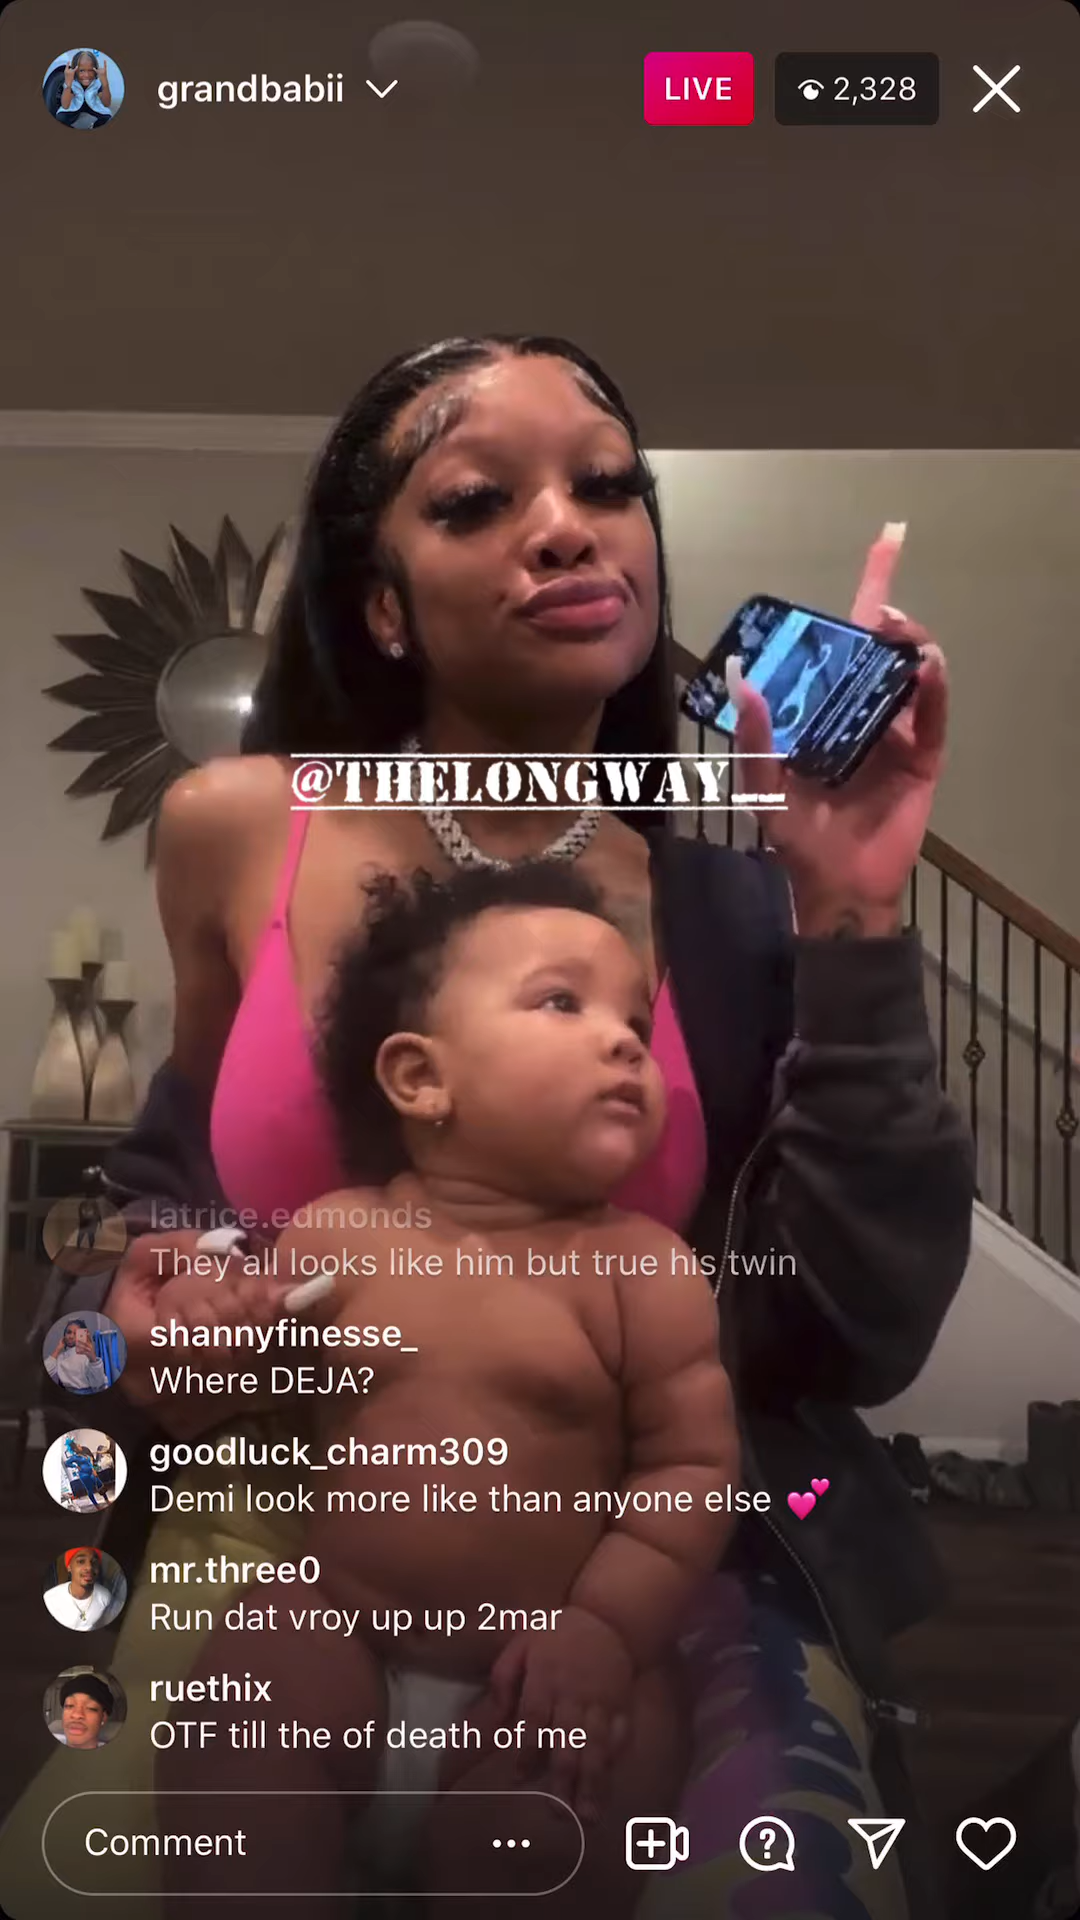 grandbabii
LIVE
2,328
@THELONGWAY__
latrice.edmonds
They all looks like him but true his twin
shannyfinesse_
Where DEJA?
goodluck_charm309
Demi look more like than anyone else 💕
mr.three0
Run dat vroy up up 2mar
ruethix
OTF till the of death of me
Comment